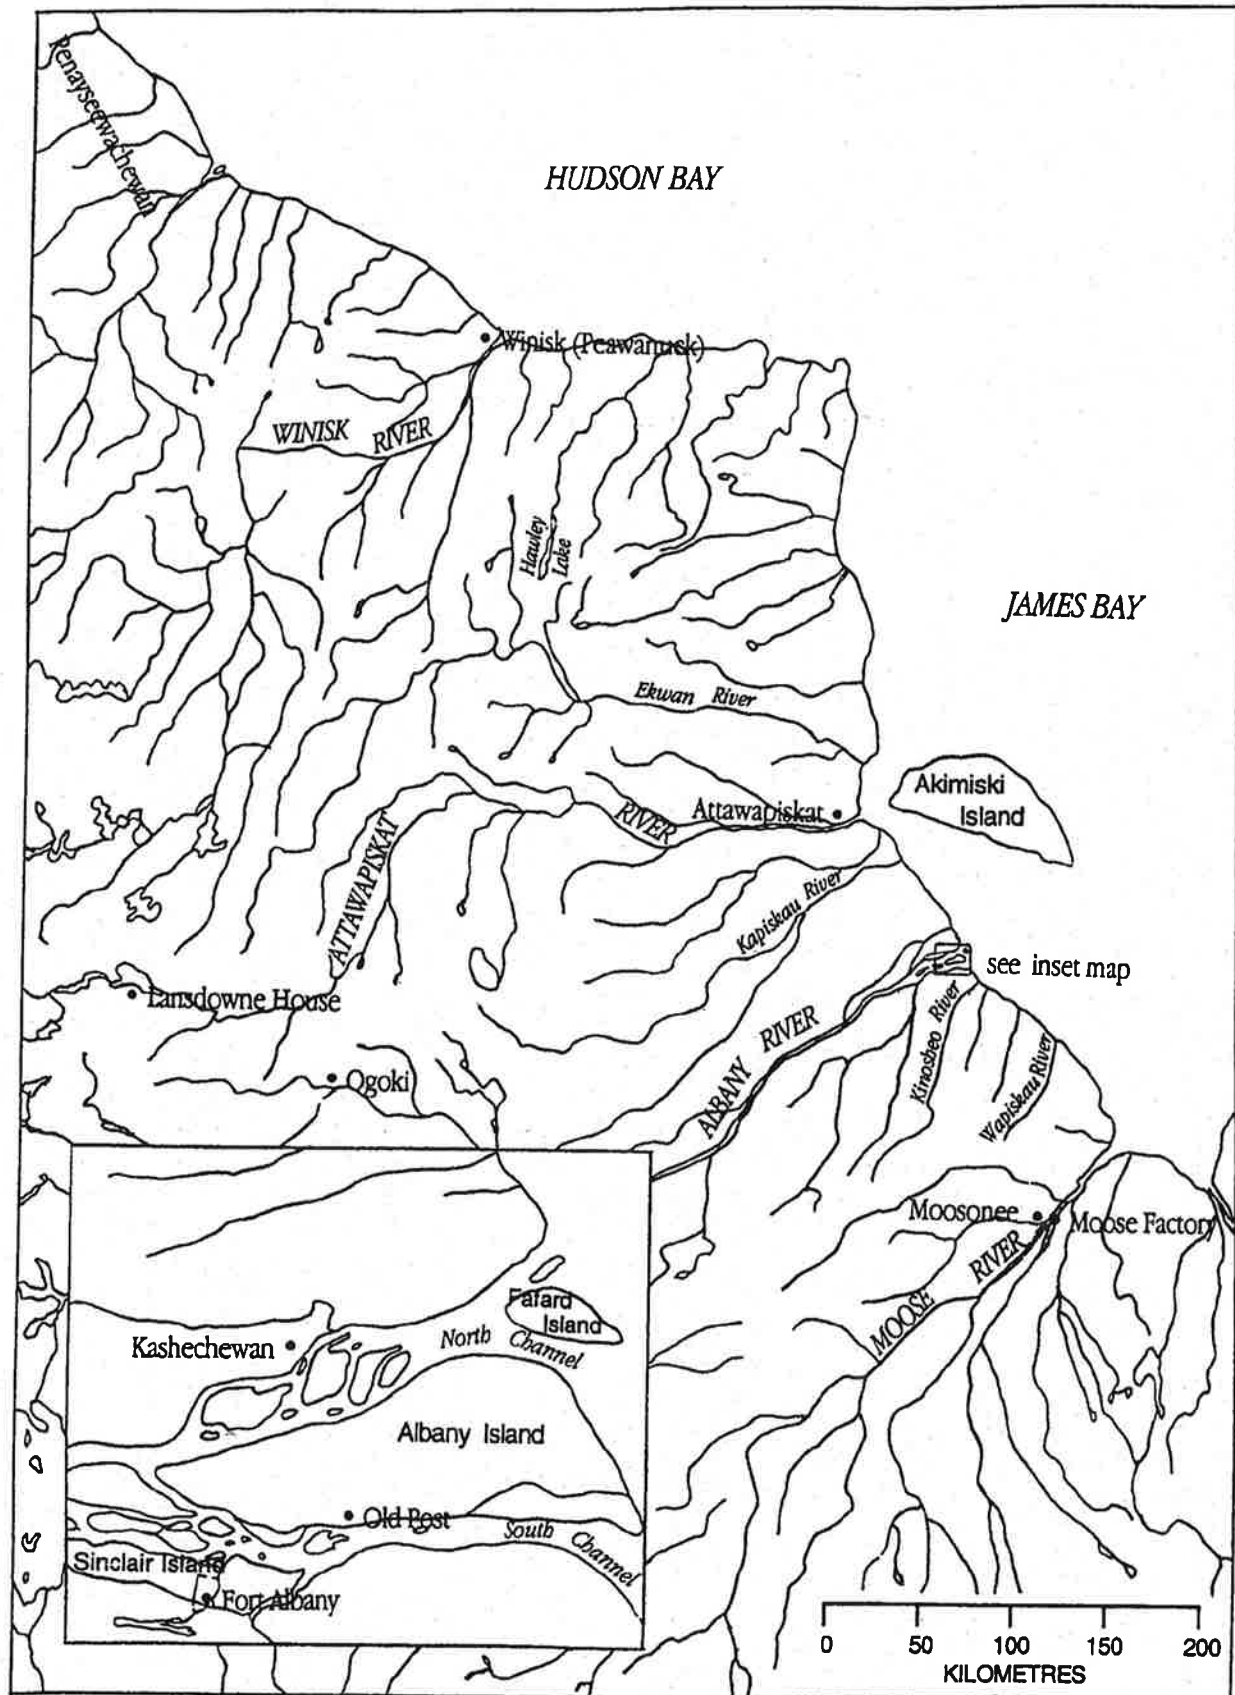 Penayseewachewan
HUDSON BAY
Winisk (Peawanuck)
WINISK RIVER
Hawley
Lake
JAMES BAY
Ekwan River
Akimiski
Island
Attawapiskat
ATTAWAPISKAT RIVER
Kapiskau River
see inset map
Lansdowne House
ALBANY RIVER
Kinosheo River
Wapiskau River
Ogoki
Moosonee
Moose Factory
MOOSE RIVER
Fafard
Island
Kashechewan
North Channel
Albany Island
Old Post
South Channel
Sinclair Island
Fort Albany
0 50 100 150 200
KILOMETRES